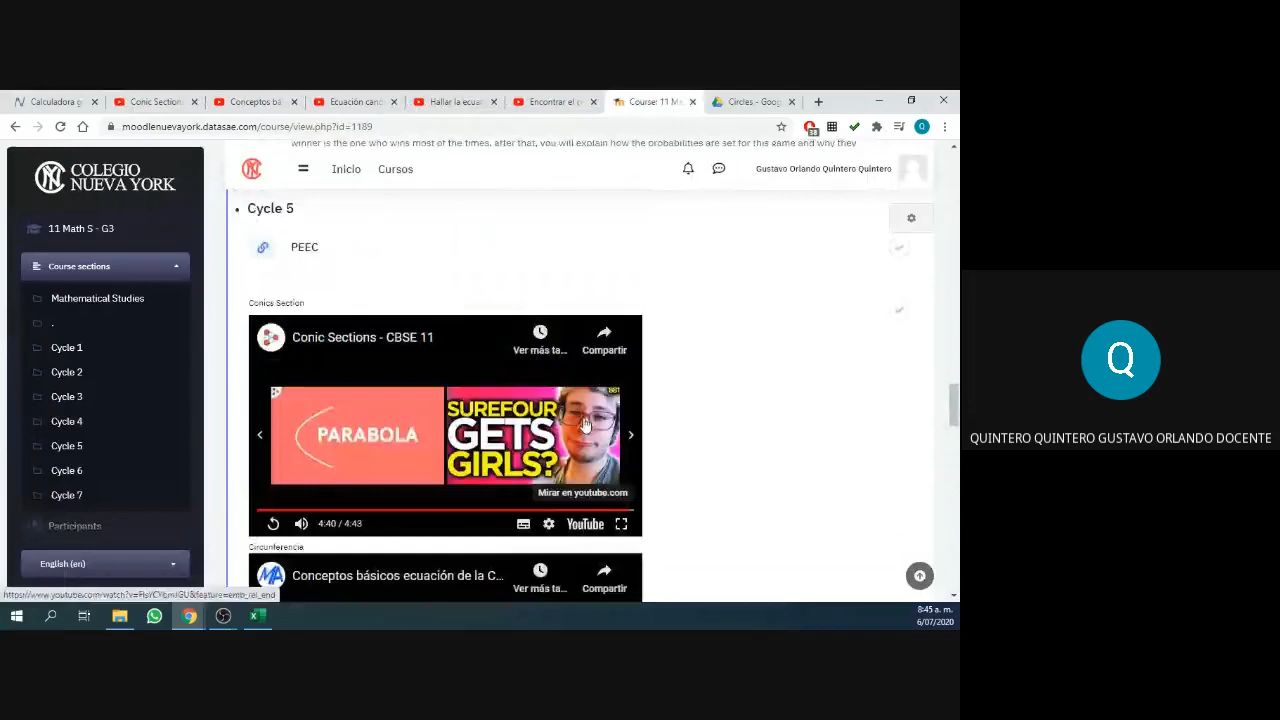 Calculadora g
Conic Section
Conceptos bá
Ecuación cano
Hallar la ecua
Encontrar el c
Course: 11 Ma
Circles - Goog
moodlenuevayork.datasae.com/course/view.php?id=1189
38
Q
winner is the one who wins most of the times. after that, you will explain how the probabilities are set for this game and why they
COLEGIO
NUEVA YORK
Inicio
Cursos
Gustavo Orlando Quintero Quintero
11 Math S - G3
Course sections
Mathematical Studies
.
Cycle 1
Cycle 2
Cycle 3
Cycle 4
Cycle 5
Cycle 6
Cycle 7
Participants
English (en)
Cycle 5
PEEC
Conics Section
Conic Sections - CBSE 11
Ver más ta...
Compartir
PARABOLA
SUREFOUR
GETS
GIRLS?
Mirar en youtube.com
4:40 / 4:43
YouTube
Circunferencia
MA
Conceptos básicos ecuación de la C...
Ver más ta...
Compartir
8:45 a. m.
6/07/2020
Q
QUINTERO QUINTERO GUSTAVO ORLANDO DOCENTE